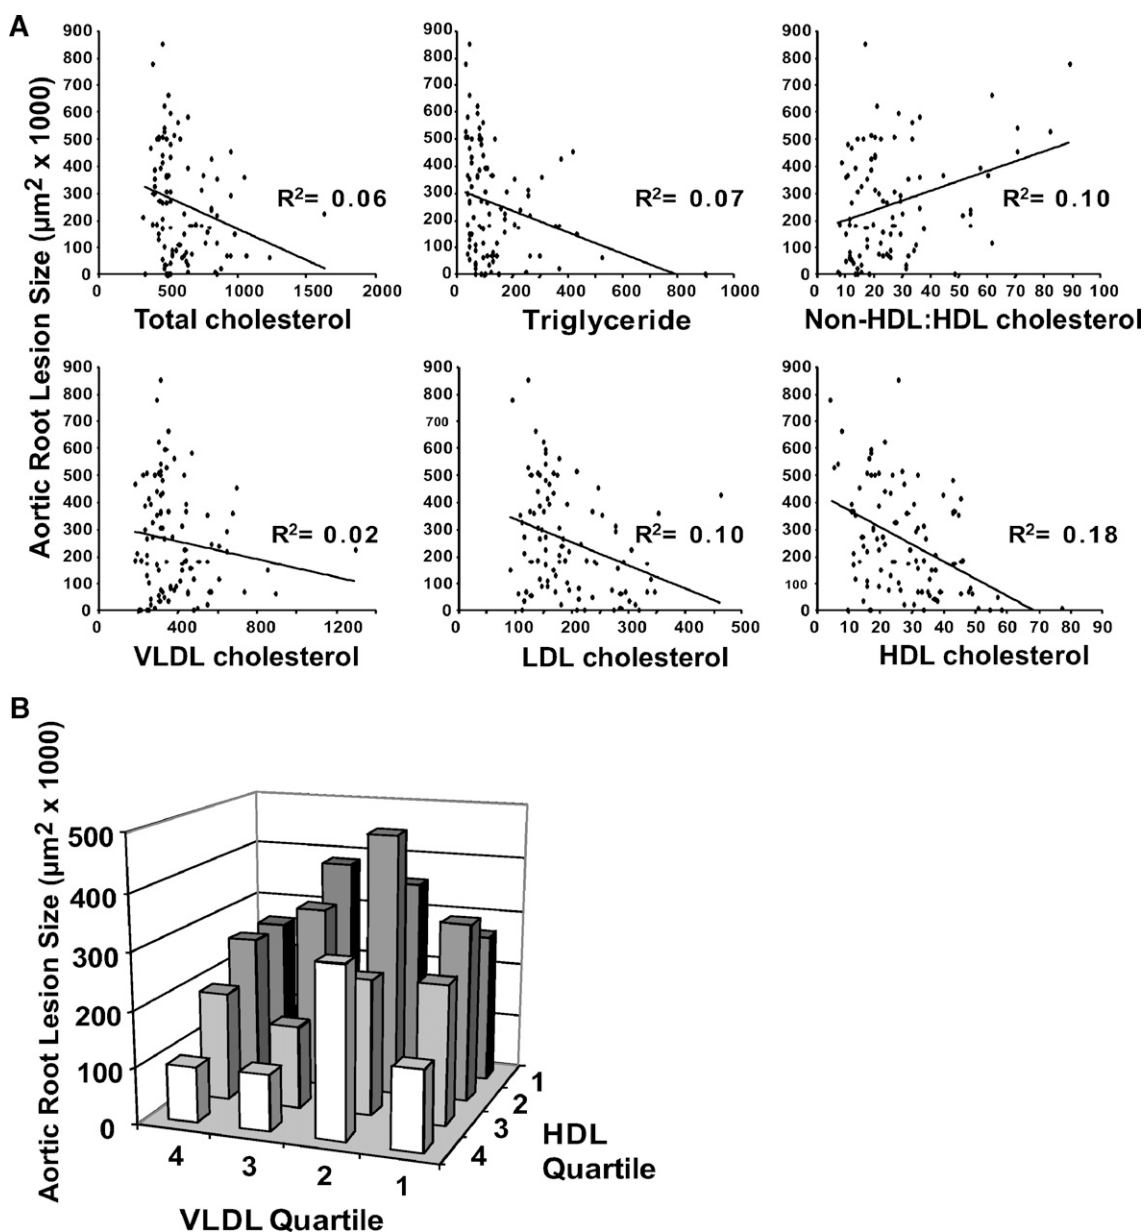 A
Aortic Root Lesion Size (µm² x 1000)
900
800
700
600
500
400
300
200
100
0
0 500 1000 1500 2000
R²= 0.06
Total cholesterol
900
800
700
600
500
400
300
200
100
0
0 200 400 600 800 1000
R²= 0.07
Triglyceride
900
800
700
600
500
400
300
200
100
0
0 10 20 30 40 50 60 70 80 90 100
R²= 0.10
Non-HDL:HDL cholesterol
900
800
700
600
500
400
300
200
100
0
0 400 800 1200
R²= 0.02
VLDL cholesterol
900
800
700
600
500
400
300
200
100
0
0 100 200 300 400 500
R²= 0.10
LDL cholesterol
900
800
700
600
500
400
300
200
100
0
0 10 20 30 40 50 60 70 80 90
R²= 0.18
HDL cholesterol
B
Aortic Root Lesion Size (µm² x 1000)
500
400
300
200
100
0
4 3 2 1
VLDL Quartile
1
2
3
4
HDL
Quartile